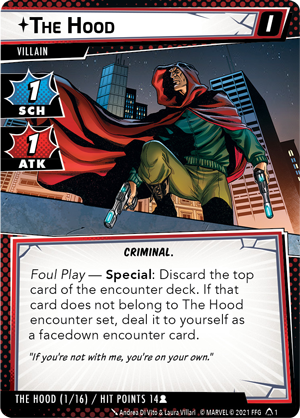 THE HOOD
I
VILLAIN
1
SCH
1
ATK
CRIMINAL.
Foul Play — Special: Discard the top
card of the encounter deck. If that
card does not belong to The Hood
encounter set, deal it to yourself as
a facedown encounter card.
"If you're not with me, you're on your own."
THE HOOD (1/16) / HIT POINTS 14
Andrea Di Vito & Laura Villari © MARVEL © 2021 FFG 1